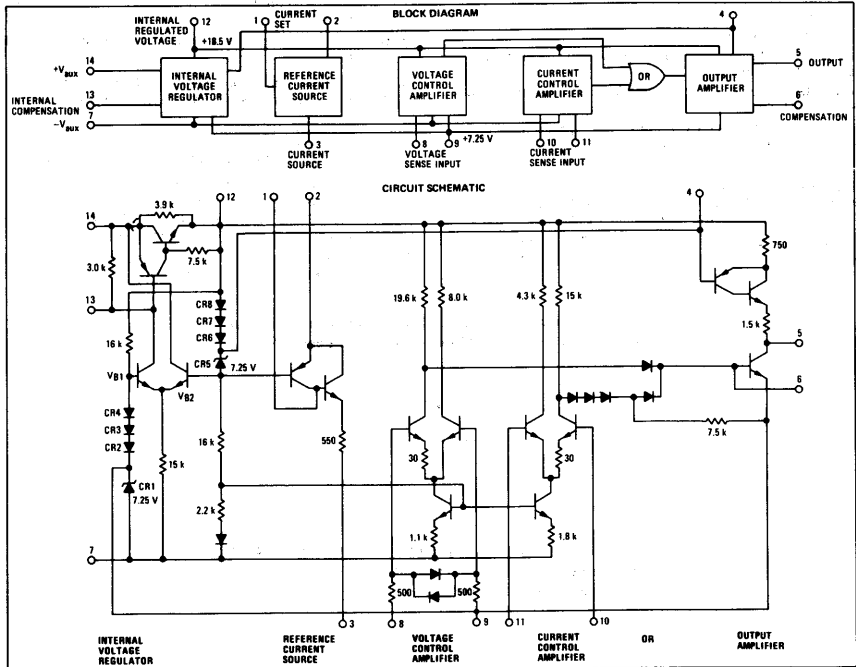 BLOCK DIAGRAM
INTERNAL REGULATED VOLTAGE
12
1
CURRENT SET
2
4
+18.5 V
14
+Vaux
INTERNAL VOLTAGE REGULATOR
REFERENCE CURRENT SOURCE
VOLTAGE CONTROL AMPLIFIER
CURRENT CONTROL AMPLIFIER
OR
OUTPUT AMPLIFIER
5
OUTPUT
INTERNAL COMPENSATION
13
7
-Vaux
6
COMPENSATION
3
CURRENT SOURCE
8
9
+7.25 V
VOLTAGE SENSE INPUT
10
11
CURRENT SENSE INPUT
CIRCUIT SCHEMATIC
3.9 k
12
1
2
4
14
7.5 k
3.0 k
13
750
CR8
CR7
CR6
CR5
7.25 V
19.6 k
8.0 k
4.3 k
15 k
1.5 k
5
16 k
VB1
VB2
6
CR4
CR3
CR2
CR1
7.25 V
15 k
16 k
2.2 k
550
30
30
7.5 k
1.1 k
1.8 k
7
500
500
3
8
9
11
10
INTERNAL VOLTAGE REGULATOR
REFERENCE CURRENT SOURCE
VOLTAGE CONTROL AMPLIFIER
CURRENT CONTROL AMPLIFIER
OR
OUTPUT AMPLIFIER